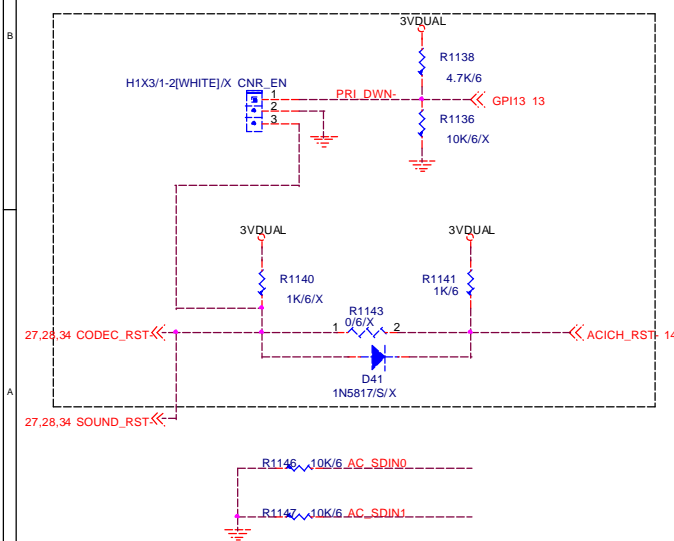 3VDUAL
B
R1138
4.7K/6
H1X3/1-2[WHITE]/X CNR_EN
1
PRI_DWN-
GPI13 13
2
R1136
3
10K/6/X
3VDUAL
3VDUAL
R1140
R1141
1K/6/X
1K/6
R1143
0/6/X
27,28,34 CODEC_RST-
1
2
ACICH_RST- 14
D41
1N5817/S/X
A
27,28,34 SOUND_RST-
R1146 10K/6 AC_SDIN0
R1147 10K/6 AC_SDIN1